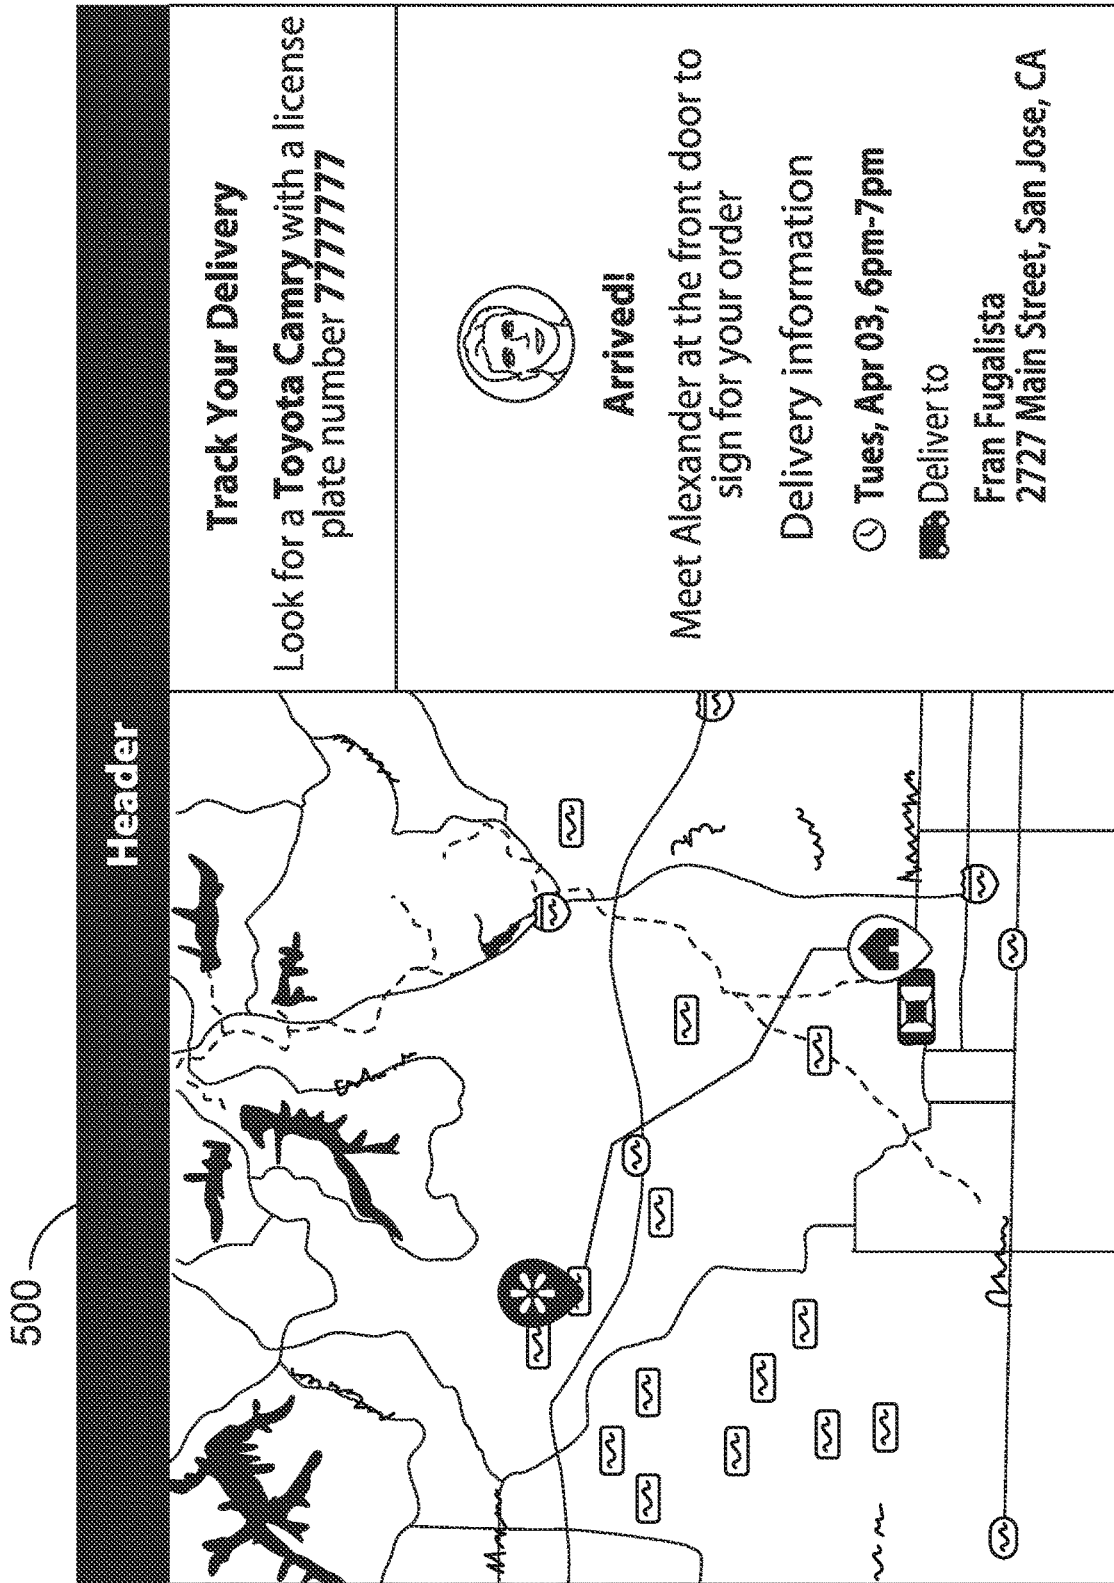 500
Header
Track Your Delivery
Look for a Toyota Camry with a license
plate number 7777777
Arrived!
Meet Alexander at the front door to
sign for your order
Delivery information
Tues, Apr 03, 6pm-7pm
Deliver to
Fran Fugalista
2727 Main Street, San Jose, CA